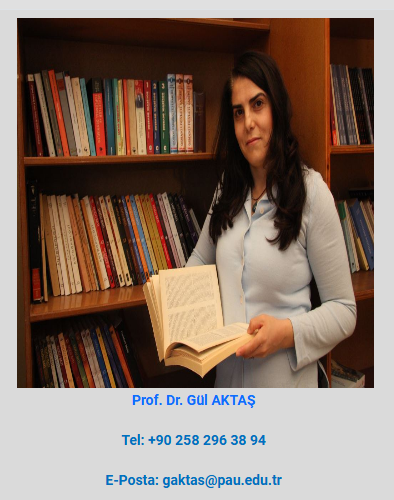 Prof. Dr. Gül AKTAŞ
Tel: +90 258 296 38 94
E-Posta: gaktas@pau.edu.tr